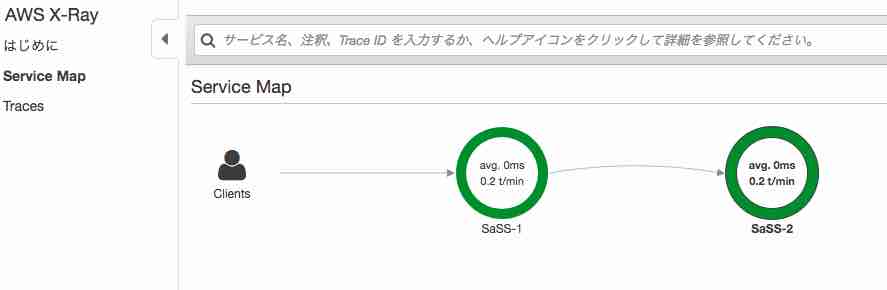 AWS X-Ray
はじめに
Service Map
Traces
サービス名、注釈、Trace ID を入力するか、ヘルプアイコンをクリックして詳細を参照してください。
Service Map
Clients
avg. 0ms
0.2 t/min
SaSS-1
avg. 0ms
0.2 t/min
SaSS-2